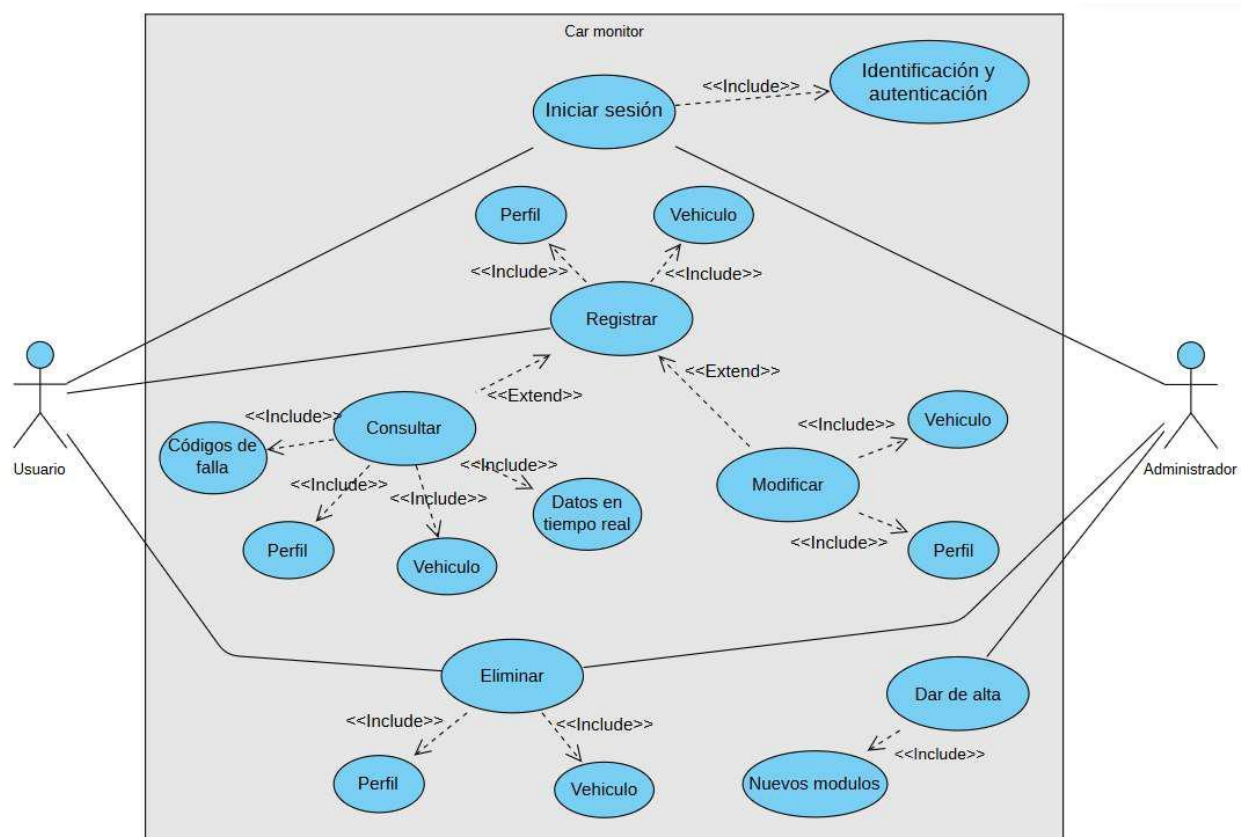 Car monitor
Identificación y
autenticación
<<Include>>
Iniciar sesión
Perfil
Vehiculo
<<Include>>
<<Include>>
Registrar
<<Extend>>
<<Extend>>
Usuario
Administrador
<<Include>>
Códigos de
falla
Consultar
<<Include>>
Vehiculo
<<Include>>
<<Include>>
<<Include>>
Datos en
tiempo real
Modificar
<<Include>>
Perfil
Perfil
Vehiculo
Eliminar
Dar de alta
<<Include>>
<<Include>>
<<Include>>
Perfil
Vehiculo
Nuevos modulos